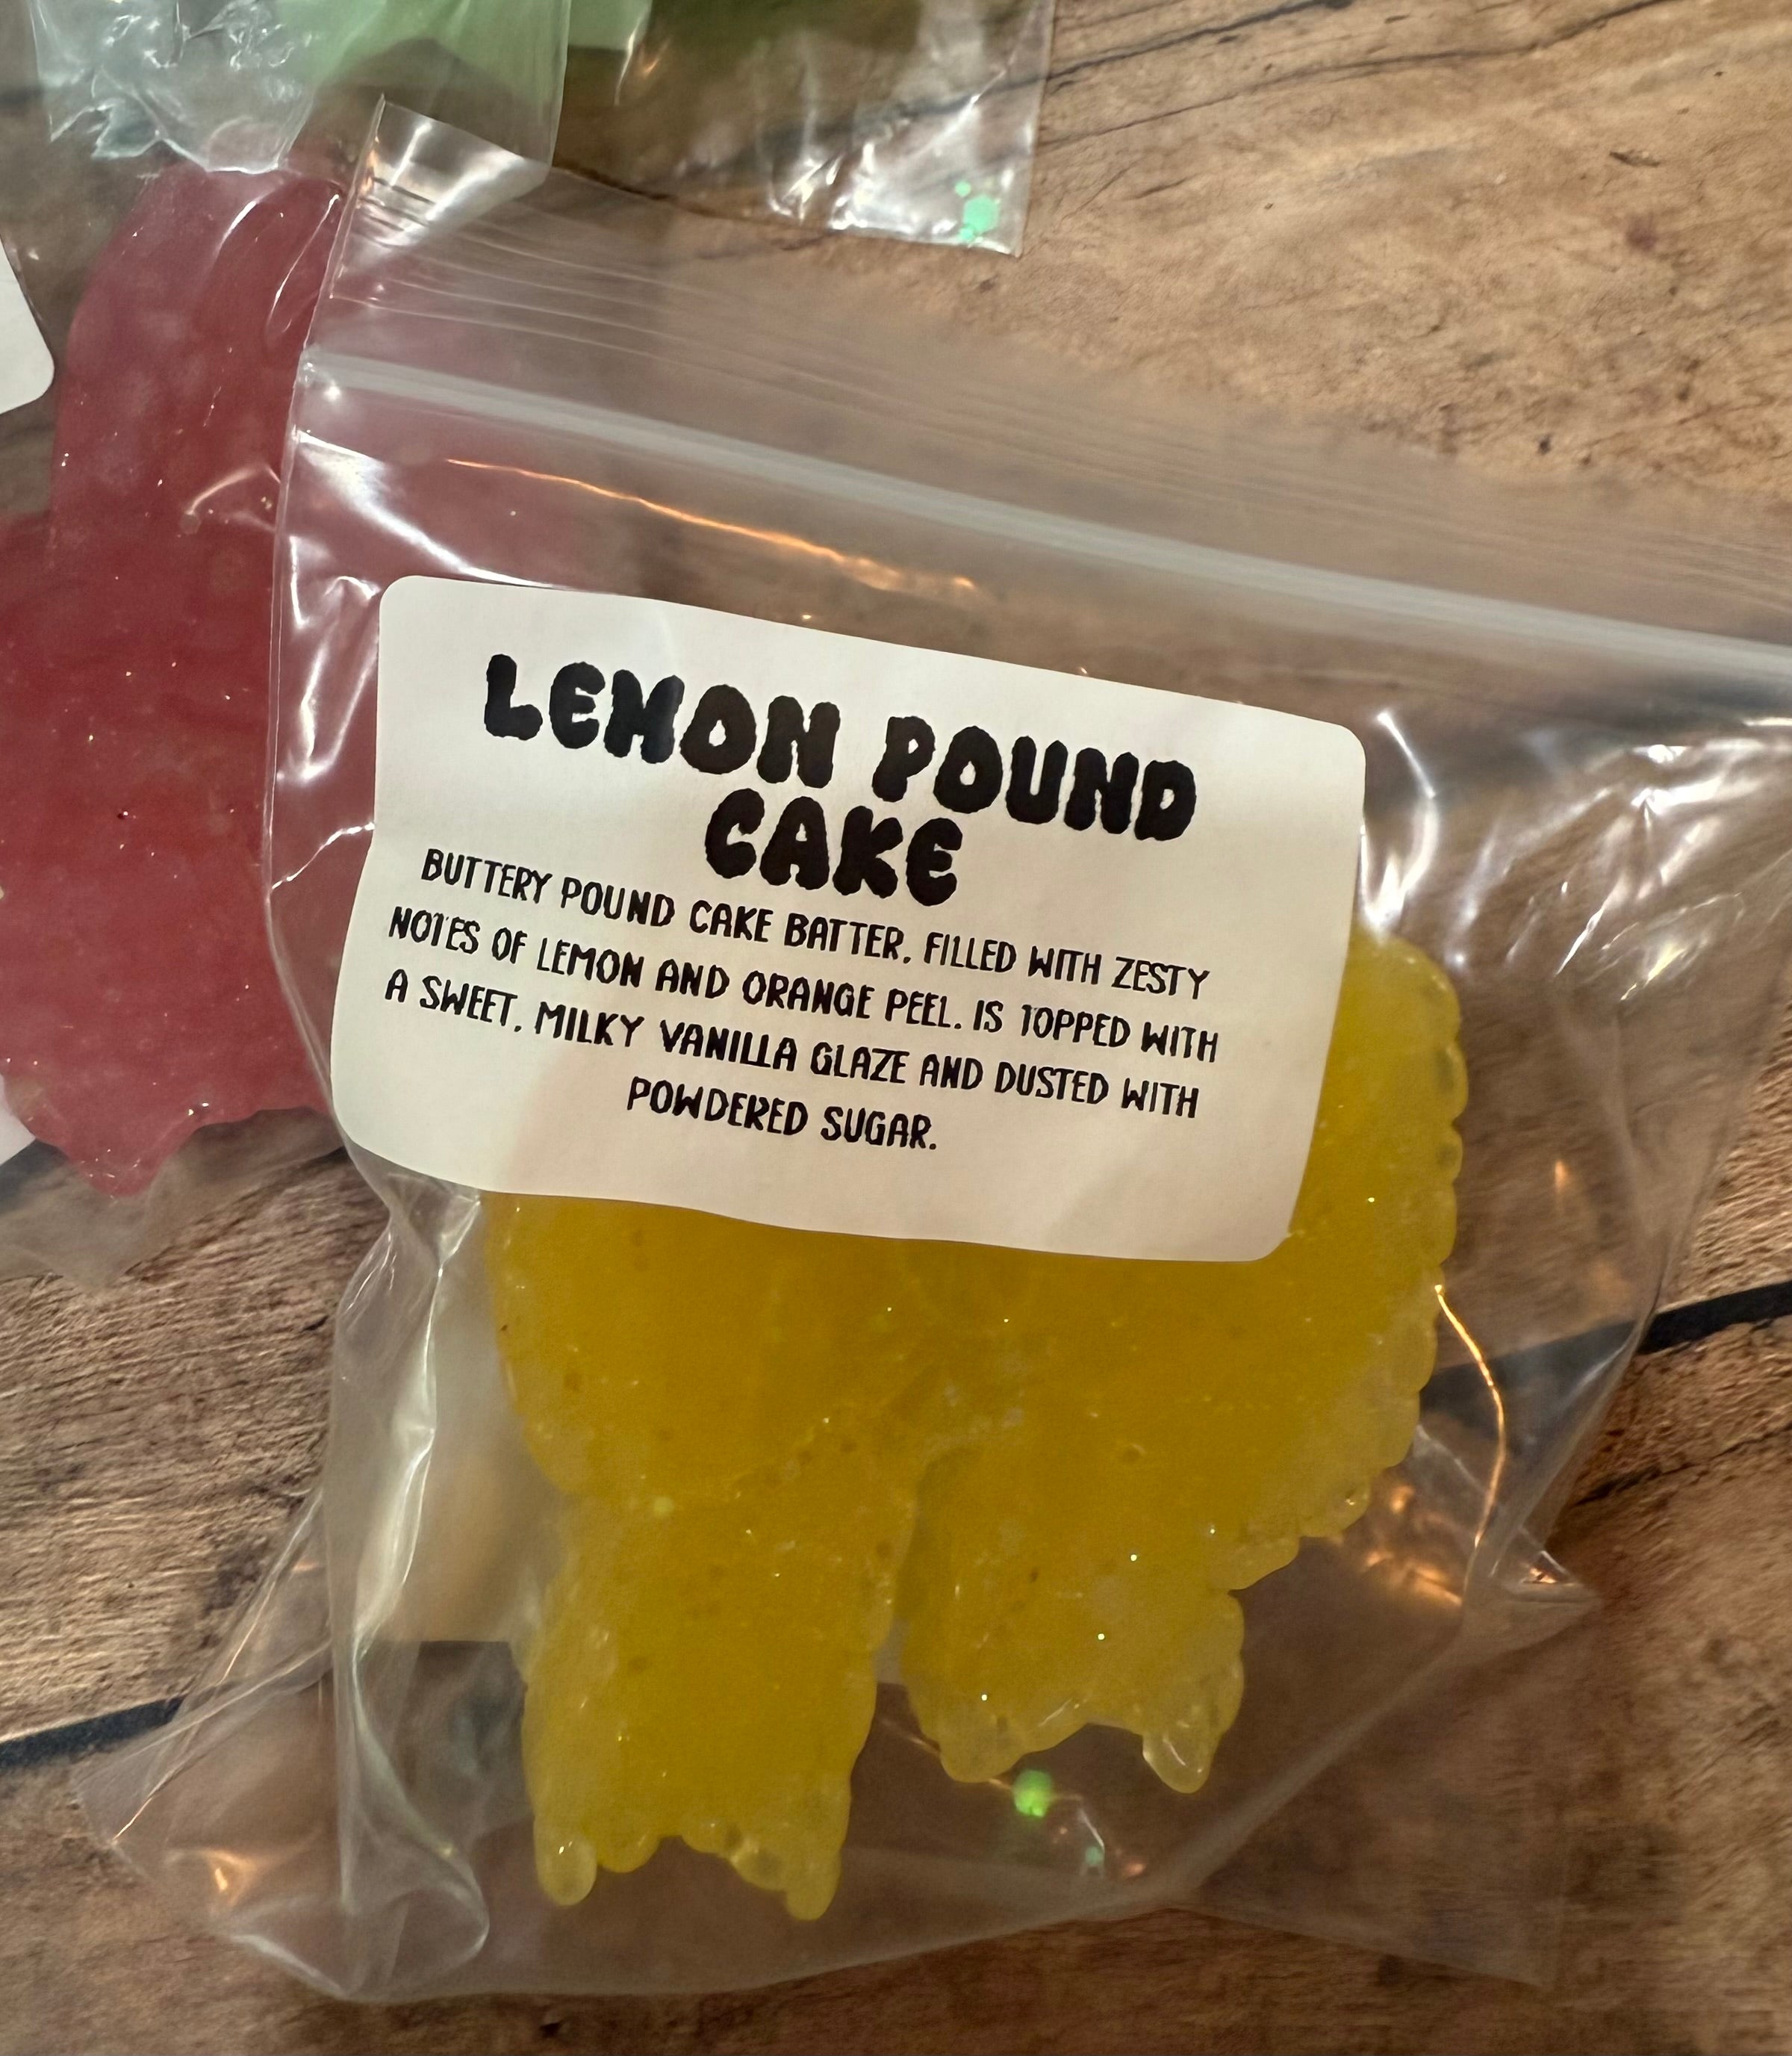 LEMON POUND
CAKE
BUTTERY POUND CAKE BATTER, FILLED WITH ZESTY
NOTES OF LEMON AND ORANGE PEEL, IS TOPPED WITH
A SWEET, MILKY VANILLA GLAZE AND DUSTED WITH
POWDERED SUGAR.